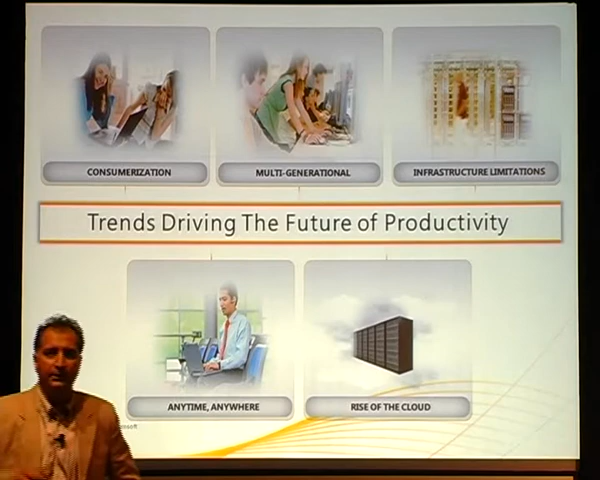 CONSUMERIZATION
MULTI-GENERATIONAL
INFRASTRUCTURE LIMITATIONS
Trends Driving The Future of Productivity
ANYTIME, ANYWHERE
RISE OF THE CLOUD